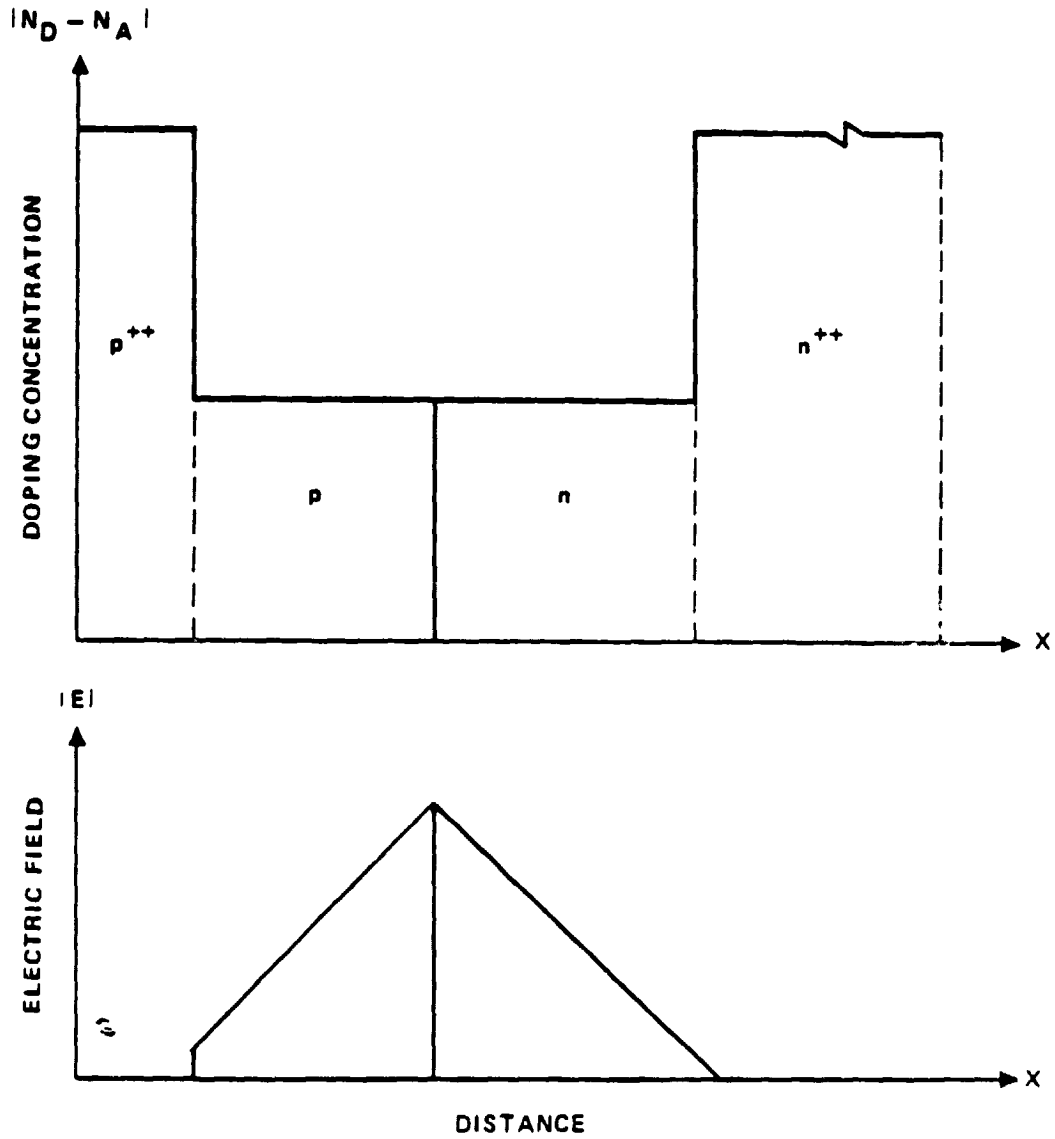 |N_D − N_A|
DOPING CONCENTRATION
p++
n++
p
n
X
|E|
ELECTRIC FIELD
X
DISTANCE